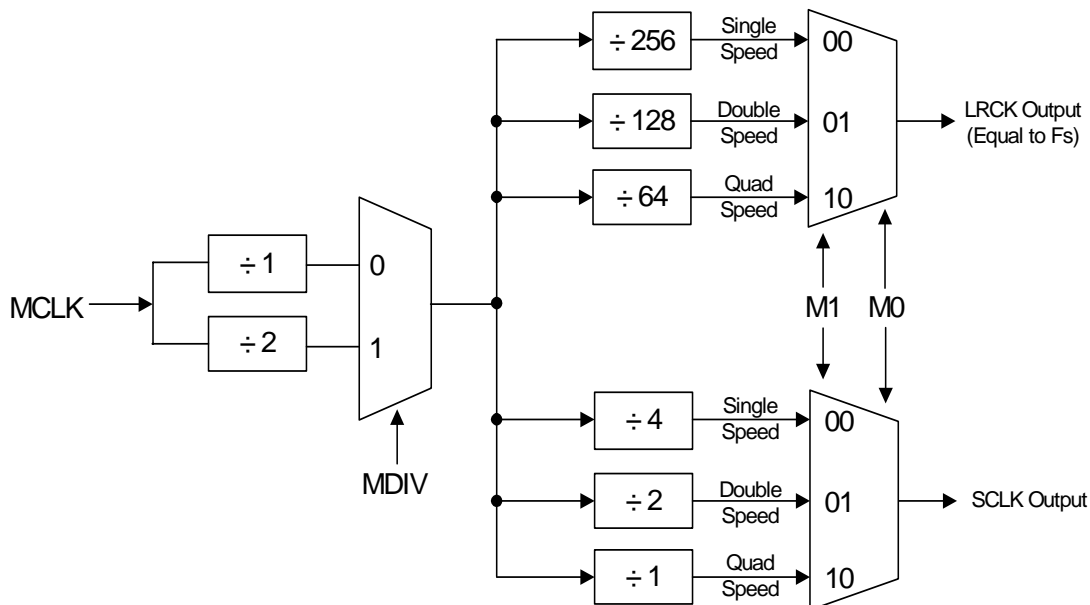 ÷ 256
Single
Speed
00
÷ 128
Double
Speed
01
LRCK Output
(Equal to Fs)
÷ 64
Quad
Speed
10
÷ 1
0
MCLK
÷ 2
1
MDIV
M1
M0
÷ 4
Single
Speed
00
÷ 2
Double
Speed
01
SCLK Output
÷ 1
Quad
Speed
10